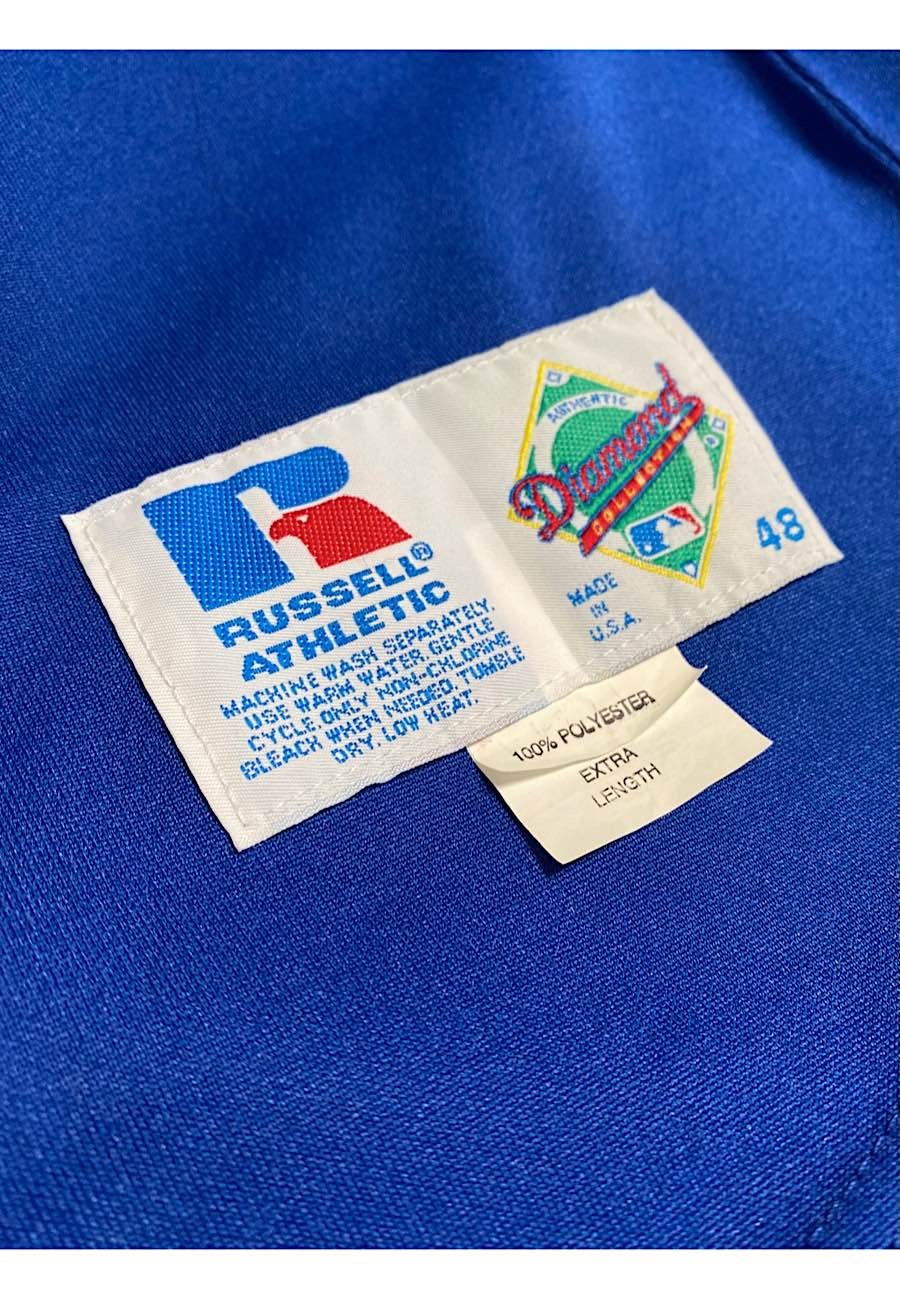 RUSSELL®
ATHLETIC
MACHINE WASH SEPARATELY.
USE WARM WATER. GENTLE
CYCLE ONLY NON-CHLORINE
BLEACH WHEN NEEDED. TUMBLE
DRY. LOW HEAT.
AUTHENTIC
Diamond
COLLECTION
48
MADE
IN
U.S.A.
100% POLYESTER
EXTRA
LENGTH